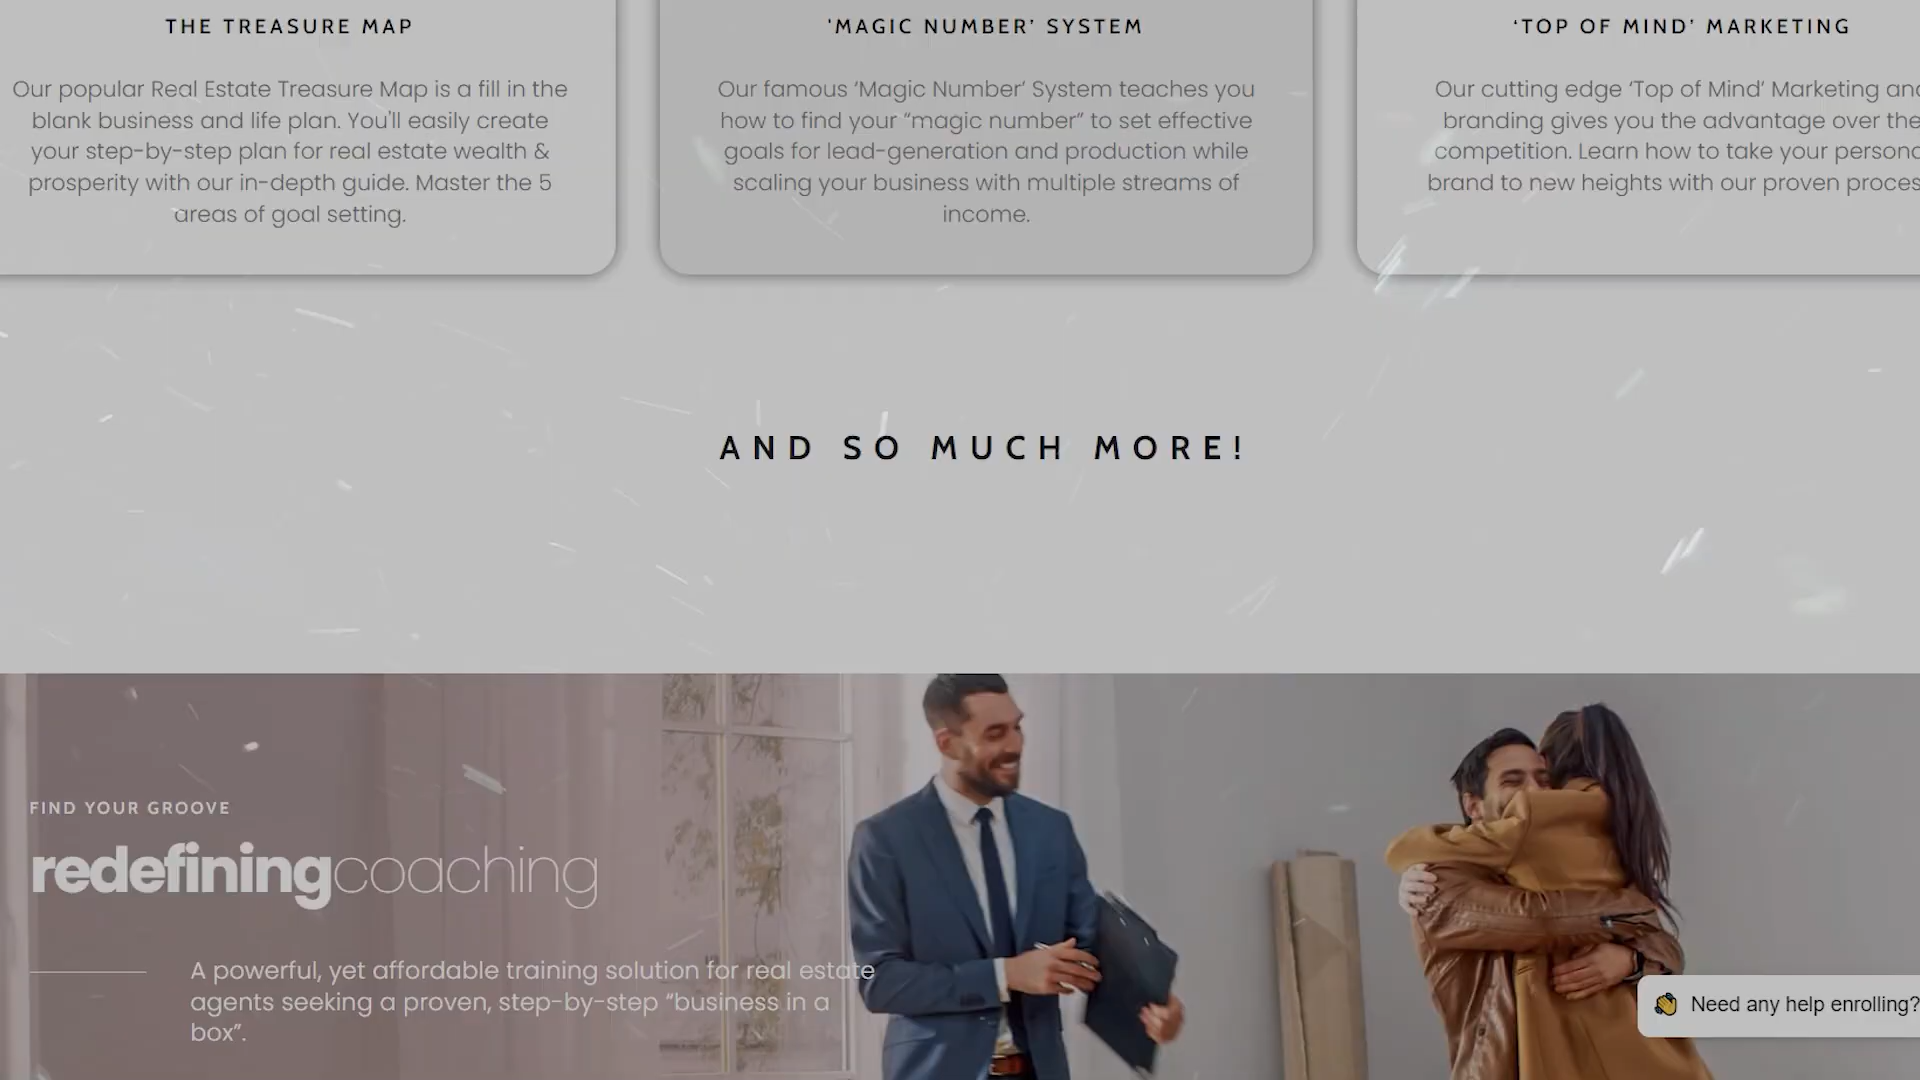 THE TREASURE MAP
Our popular Real Estate Treasure Map is a fill in the
blank business and life plan. You'll easily create
your step-by-step plan for real estate wealth &
prosperity with our in-depth guide. Master the 5
areas of goal setting.
'MAGIC NUMBER' SYSTEM
Our famous ‘Magic Number’ System teaches you
how to find your “magic number” to set effective
goals for lead-generation and production while
scaling your business with multiple streams of
income.
‘TOP OF MIND’ MARKETING
Our cutting edge ‘Top of Mind’ Marketing
branding gives you the advantage over the
competition. Learn how to take your
brand to new heights with our proven
AND SO MUCH MORE!
FIND YOUR GROOVE
redefiningcoaching
A powerful, yet affordable training solution for real estate
agents seeking a proven, step-by-step “business in a
box”.
Need any help enrolling?